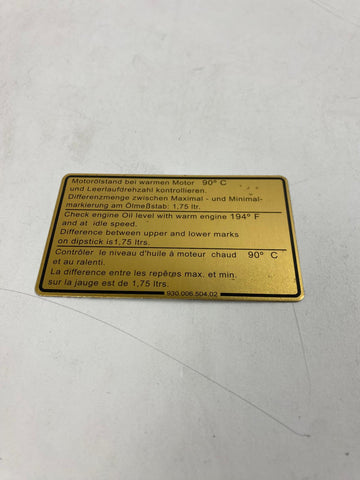 Motorölstand bei warmen Motor 90° C
und Leerlaufdrehzahl kontrollieren.
Differenzmenge zwischen Maximal - und Minimal-
markierung am Ölmeßstab: 1,75 ltr.
Check engine Oil level with warm engine 194° F
and at idle speed.
Difference between upper and lower marks
on dipstick is1,75 ltrs.
Contrôler le niveau d'huile à moteur chaud 90° C
et au ralenti.
La difference entre les repêres max. et min.
sur la jauge est de 1,75 ltrs.
930.006.504.02